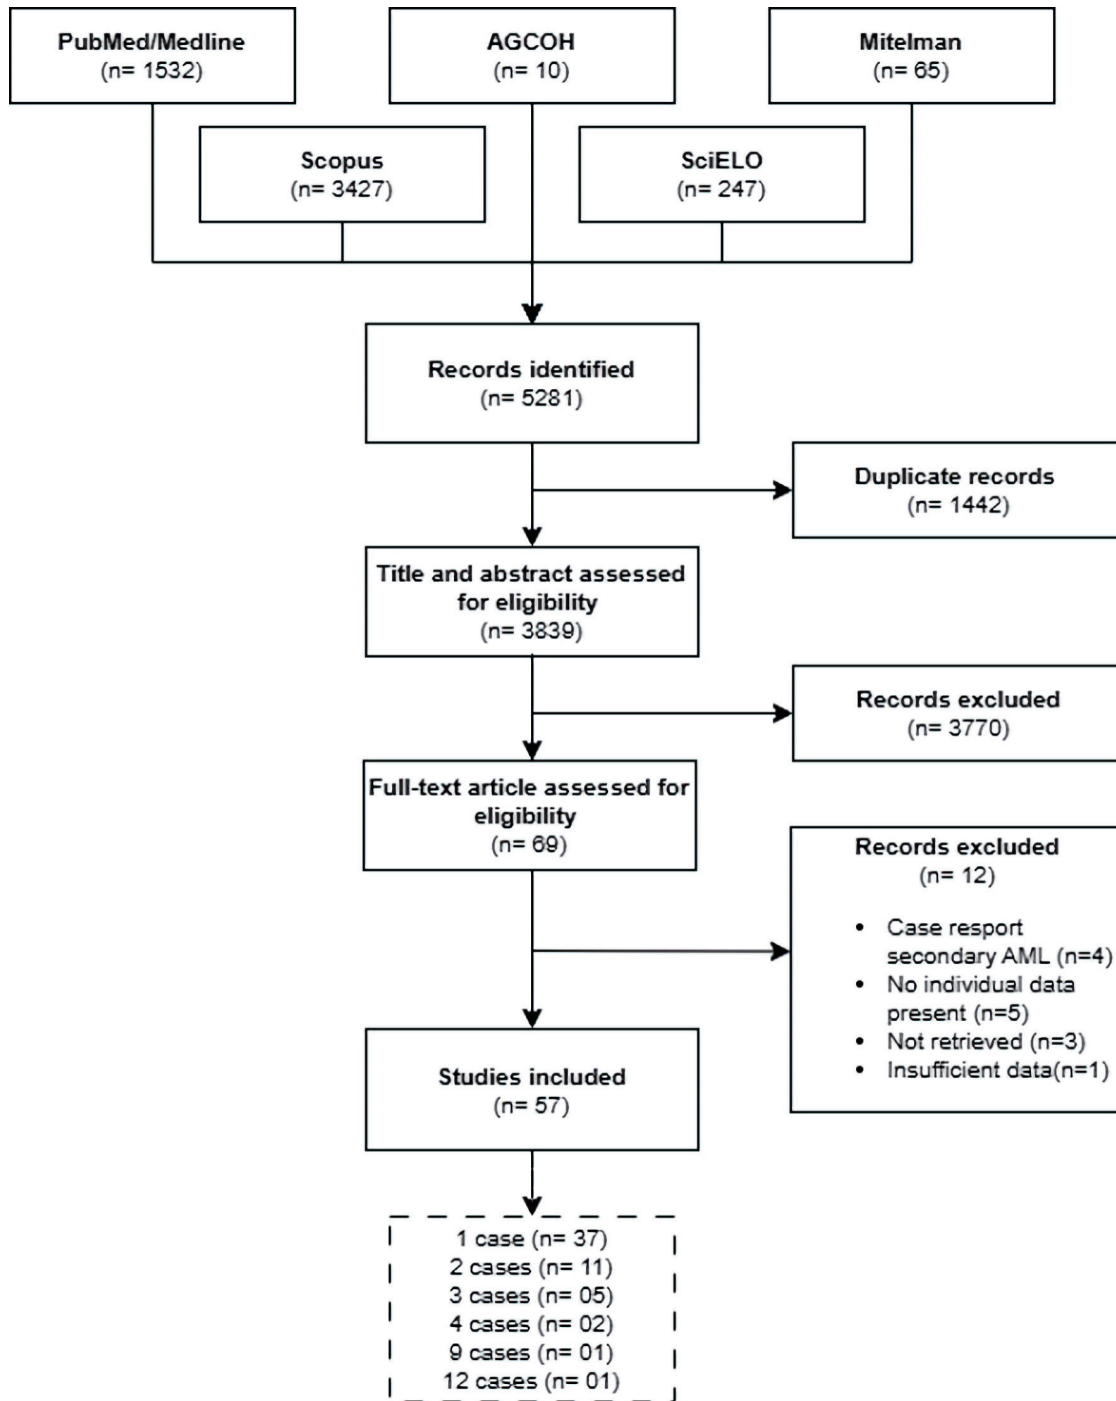 PubMed/Medline
(n= 1532)
AGCOH
(n= 10)
Mitelman
(n= 65)
Scopus
(n= 3427)
SciELO
(n= 247)
Records identified
(n= 5281)
Duplicate records
(n= 1442)
Title and abstract assessed
for eligibility
(n= 3839)
Records excluded
(n= 3770)
Full-text article assessed for
eligibility
(n= 69)
Records excluded
(n= 12)
• Case resport
secondary AML (n=4)
• No individual data
present (n=5)
• Not retrieved (n=3)
• Insufficient data(n=1)
Studies included
(n= 57)
1 case (n= 37)
2 cases (n= 11)
3 cases (n= 05)
4 cases (n= 02)
9 cases (n= 01)
12 cases (n= 01)